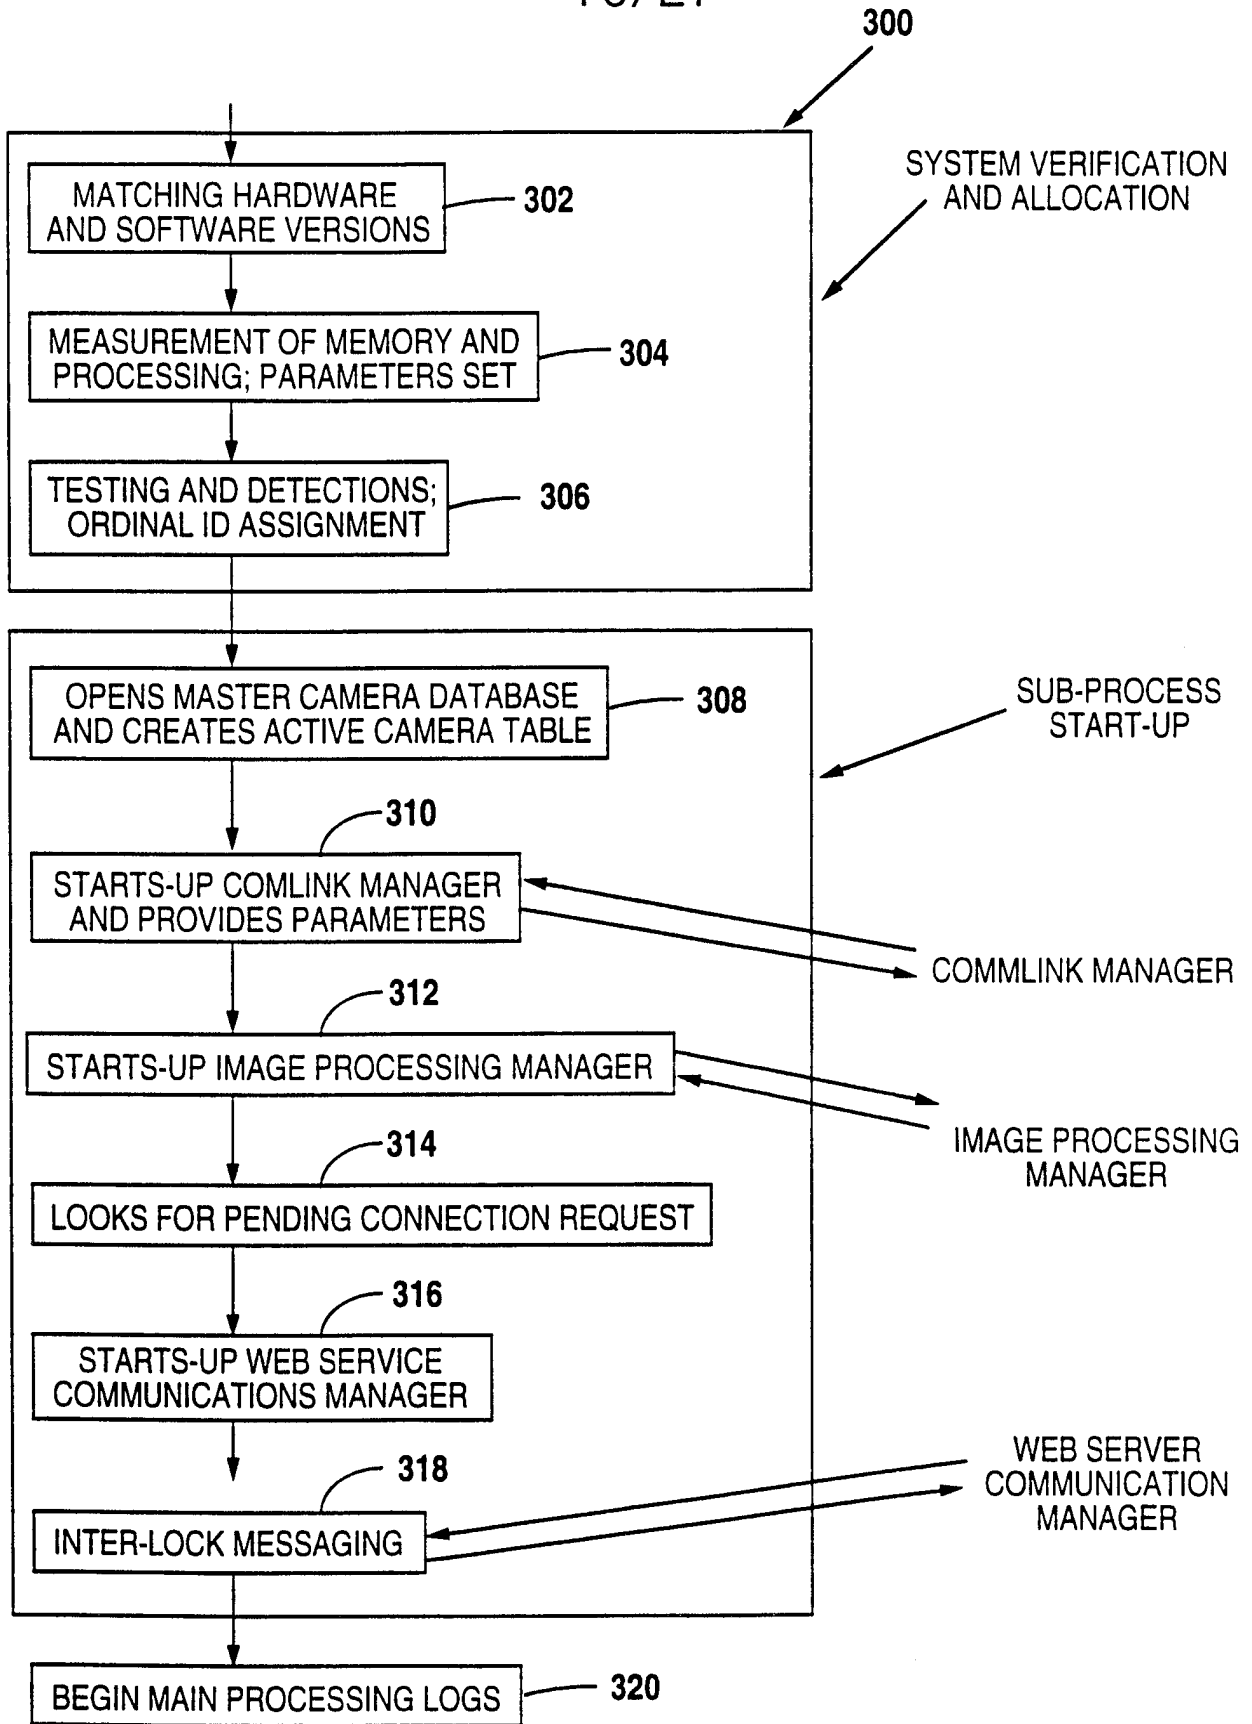 300
SYSTEM VERIFICATION
AND ALLOCATION
MATCHING HARDWARE
AND SOFTWARE VERSIONS
302
MEASUREMENT OF MEMORY AND
PROCESSING; PARAMETERS SET
304
TESTING AND DETECTIONS;
ORDINAL ID ASSIGNMENT
306
OPENS MASTER CAMERA DATABASE
AND CREATES ACTIVE CAMERA TABLE
308
SUB-PROCESS
START-UP
310
STARTS-UP COMLINK MANAGER
AND PROVIDES PARAMETERS
COMMLINK MANAGER
312
STARTS-UP IMAGE PROCESSING MANAGER
IMAGE PROCESSING
MANAGER
314
LOOKS FOR PENDING CONNECTION REQUEST
316
STARTS-UP WEB SERVICE
COMMUNICATIONS MANAGER
318
INTER-LOCK MESSAGING
WEB SERVER
COMMUNICATION
MANAGER
BEGIN MAIN PROCESSING LOGS
320